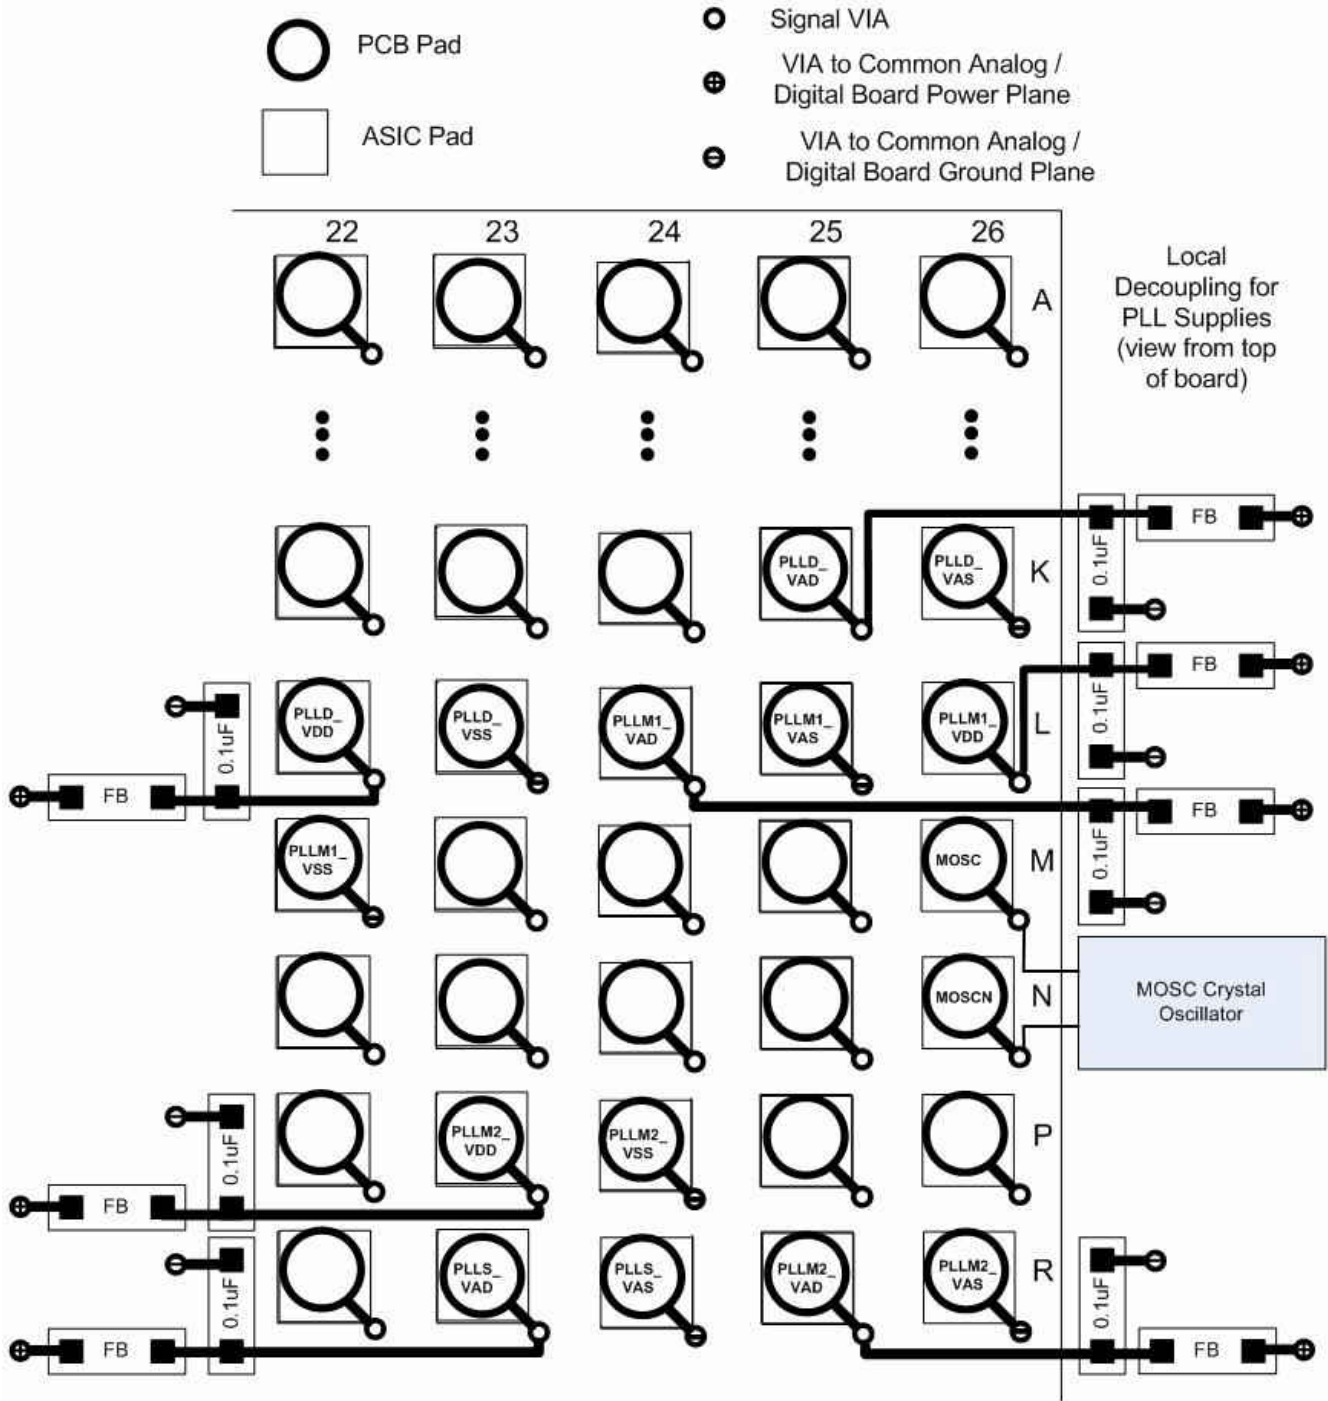 PCB Pad
ASIC Pad
Signal VIA
VIA to Common Analog /
Digital Board Power Plane
VIA to Common Analog /
Digital Board Ground Plane
22 23 24 25 26
A
Local
Decoupling for
PLL Supplies
(view from top
of board)
PLLD_
VAD
PLLD_
VAS
K
0.1uF
FB
FB
0.1uF
PLLD_
VDD
PLLD_
VSS
PLLM1_
VAD
PLLM1_
VAS
PLLM1_
VDD
L
0.1uF
FB
PLLM1_
VSS
MOSC
M
0.1uF
FB
MOSCN
N
MOSC Crystal
Oscillator
FB
0.1uF
PLLM2_
VDD
PLLM2_
VSS
P
FB
0.1uF
PLLS_
VAD
PLLS_
VAS
PLLM2_
VAD
PLLM2_
VAS
R
0.1uF
FB